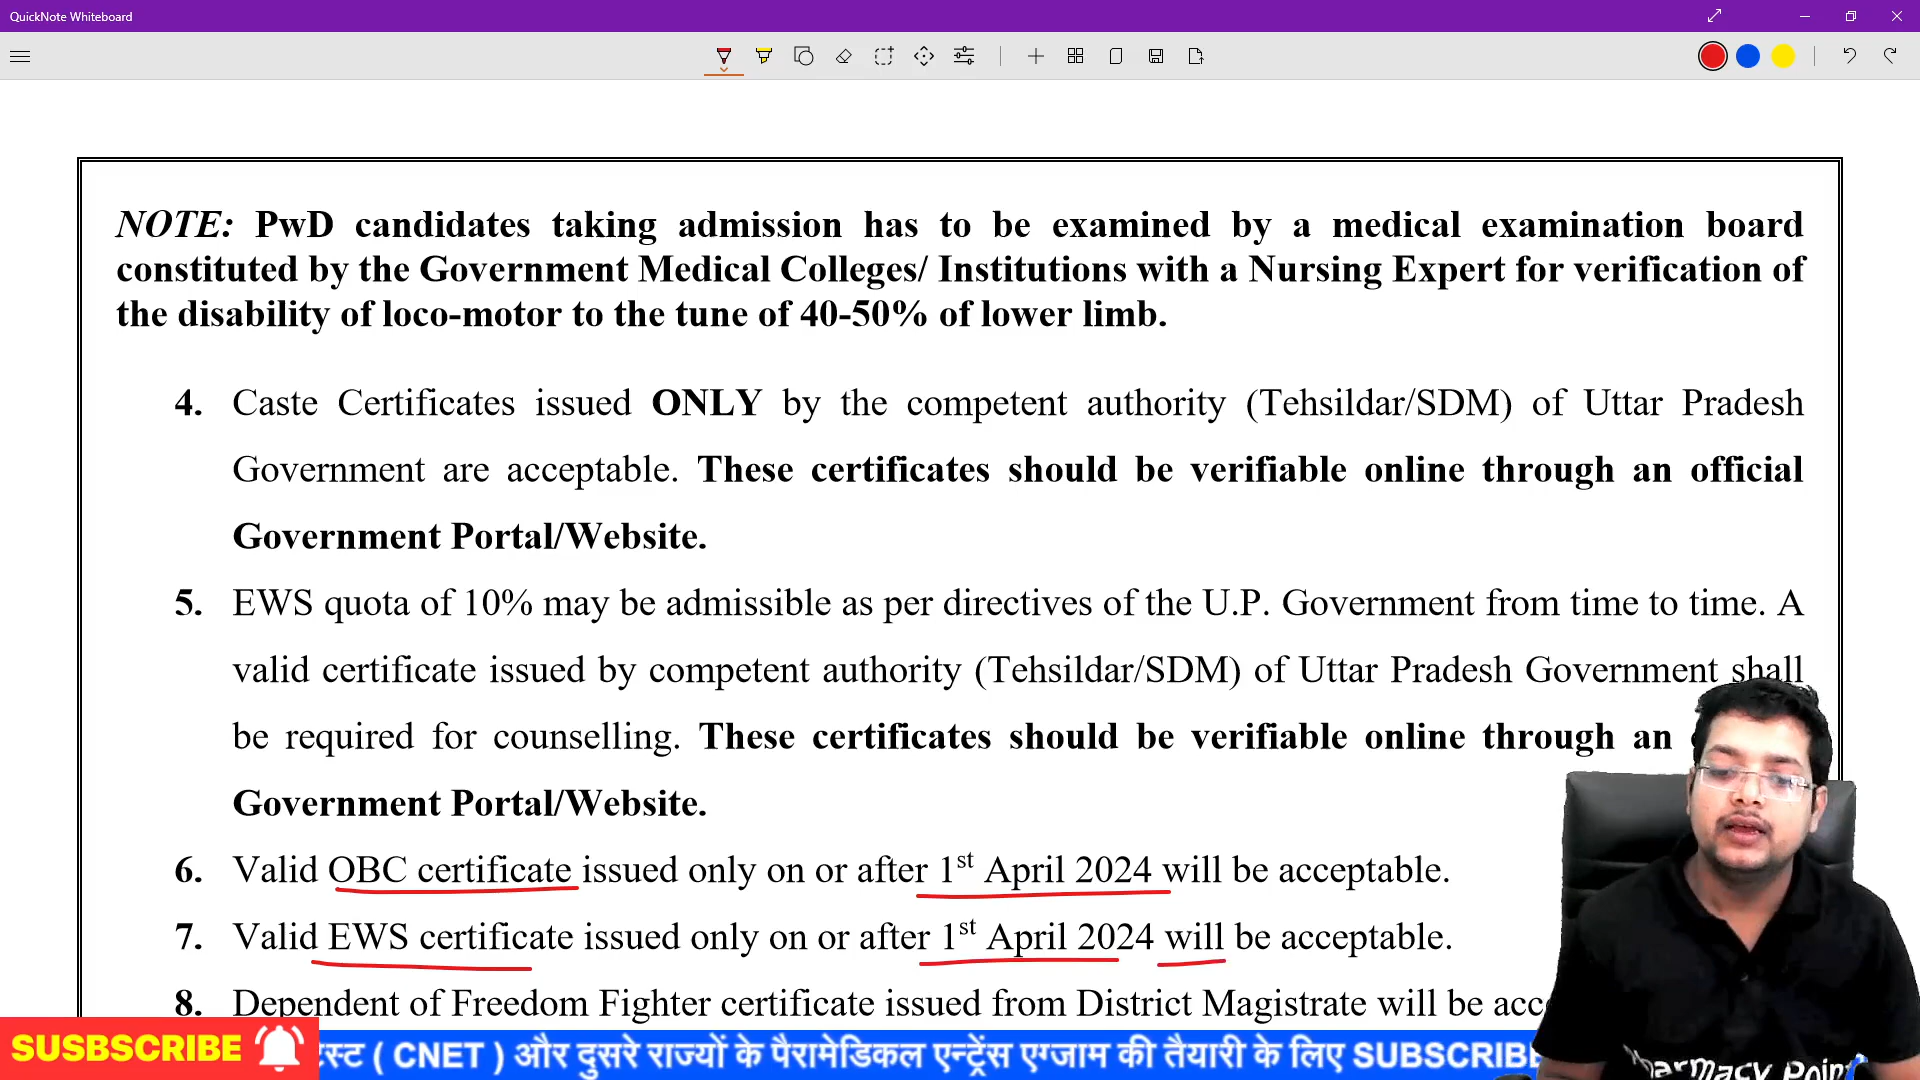 QuickNote Whiteboard
NOTE: PwD candidates taking admission has to be examined by a medical examination board
constituted by the Government Medical Colleges/ Institutions with a Nursing Expert for verification of
the disability of loco-motor to the tune of 40-50% of lower limb.
4. Caste Certificates issued ONLY by the competent authority (Tehsildar/SDM) of Uttar Pradesh
Government are acceptable. These certificates should be verifiable online through an official
Government Portal/Website.
5. EWS quota of 10% may be admissible as per directives of the U.P. Government from time to time. A
valid certificate issued by competent authority (Tehsildar/SDM) of Uttar Pradesh Government shall
be required for counselling. These certificates should be verifiable online through an
Government Portal/Website.
6. Valid OBC certificate issued only on or after 1st April 2024 will be acceptable.
7. Valid EWS certificate issued only on or after 1st April 2024 will be acceptable.
8. Dependent of Freedom Fighter certificate issued from District Magistrate will be
SUSBSCRIBE
( CNET ) और दुसरे राज्यों के पैरामेडिकल एन्ट्रेंस एग्जाम की तैयारी के लिए SUBSCRIBE
Pharmacy Point